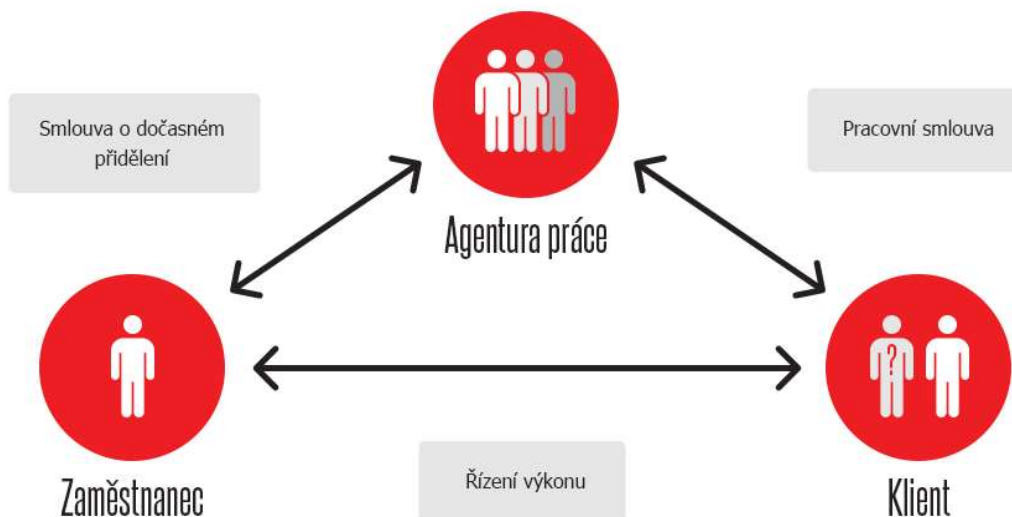 Smlouva o dočasném
přidělení
Pracovní smlouva
Agentura práce
?
Řízení výkonu
Zaměstnanec
Klient